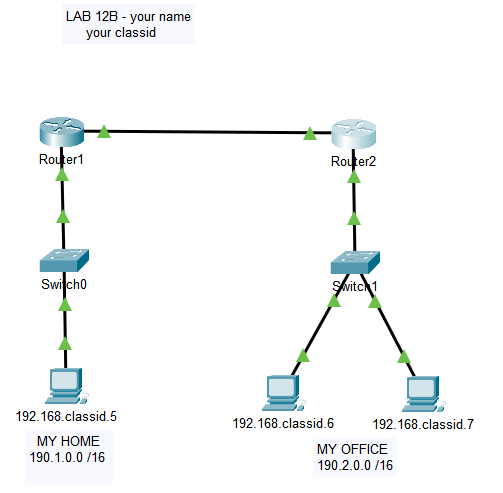 LAB 12B - your name
your classid
Router1
Router2
Switch0
Switch1
192.168.classid.5
192.168.classid.6
192.168.classid.7
MY HOME
190.1.0.0 /16
MY OFFICE
190.2.0.0 /16